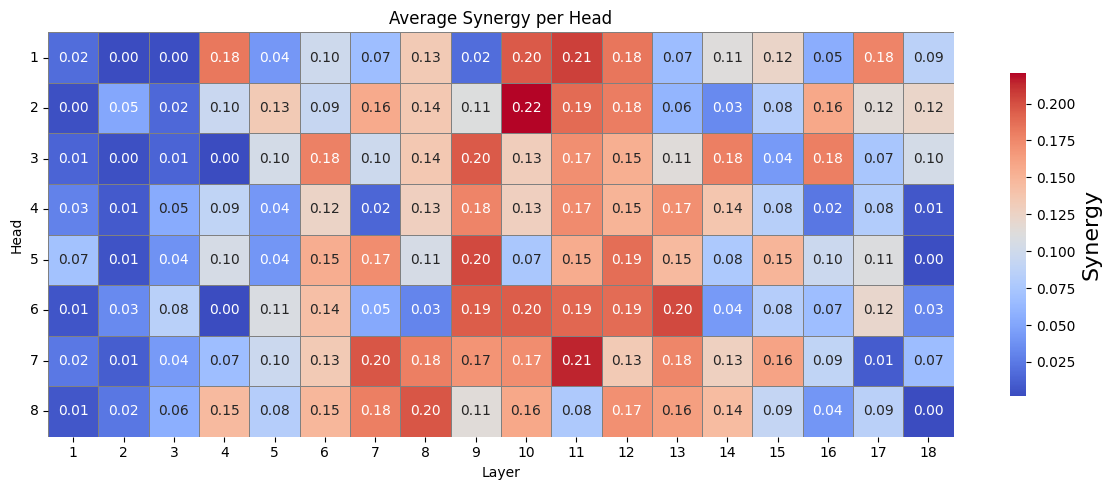 Average Synergy per Head
1 0.02 0.00 0.00 0.18 0.04 0.10 0.07 0.13 0.02 0.20 0.21 0.18 0.07 0.11 0.12 0.05 0.18 0.09
2 0.00 0.05 0.02 0.10 0.13 0.09 0.16 0.14 0.11 0.22 0.19 0.18 0.06 0.03 0.08 0.16 0.12 0.12
3 0.01 0.00 0.01 0.00 0.10 0.18 0.10 0.14 0.20 0.13 0.17 0.15 0.11 0.18 0.04 0.18 0.07 0.10
4 0.03 0.01 0.05 0.09 0.04 0.12 0.02 0.13 0.18 0.13 0.17 0.15 0.17 0.14 0.08 0.02 0.08 0.01
5 0.07 0.01 0.04 0.10 0.04 0.15 0.17 0.11 0.20 0.07 0.15 0.19 0.15 0.08 0.15 0.10 0.11 0.00
6 0.01 0.03 0.08 0.00 0.11 0.14 0.05 0.03 0.19 0.20 0.19 0.19 0.20 0.04 0.08 0.07 0.12 0.03
7 0.02 0.01 0.04 0.07 0.10 0.13 0.20 0.18 0.17 0.17 0.21 0.13 0.18 0.13 0.16 0.09 0.01 0.07
8 0.01 0.02 0.06 0.15 0.08 0.15 0.18 0.20 0.11 0.16 0.08 0.17 0.16 0.14 0.09 0.04 0.09 0.00
1 2 3 4 5 6 7 8 9 10 11 12 13 14 15 16 17 18
Layer
Head
0.200
0.175
0.150
0.125
0.100
0.075
0.050
0.025
Synergy